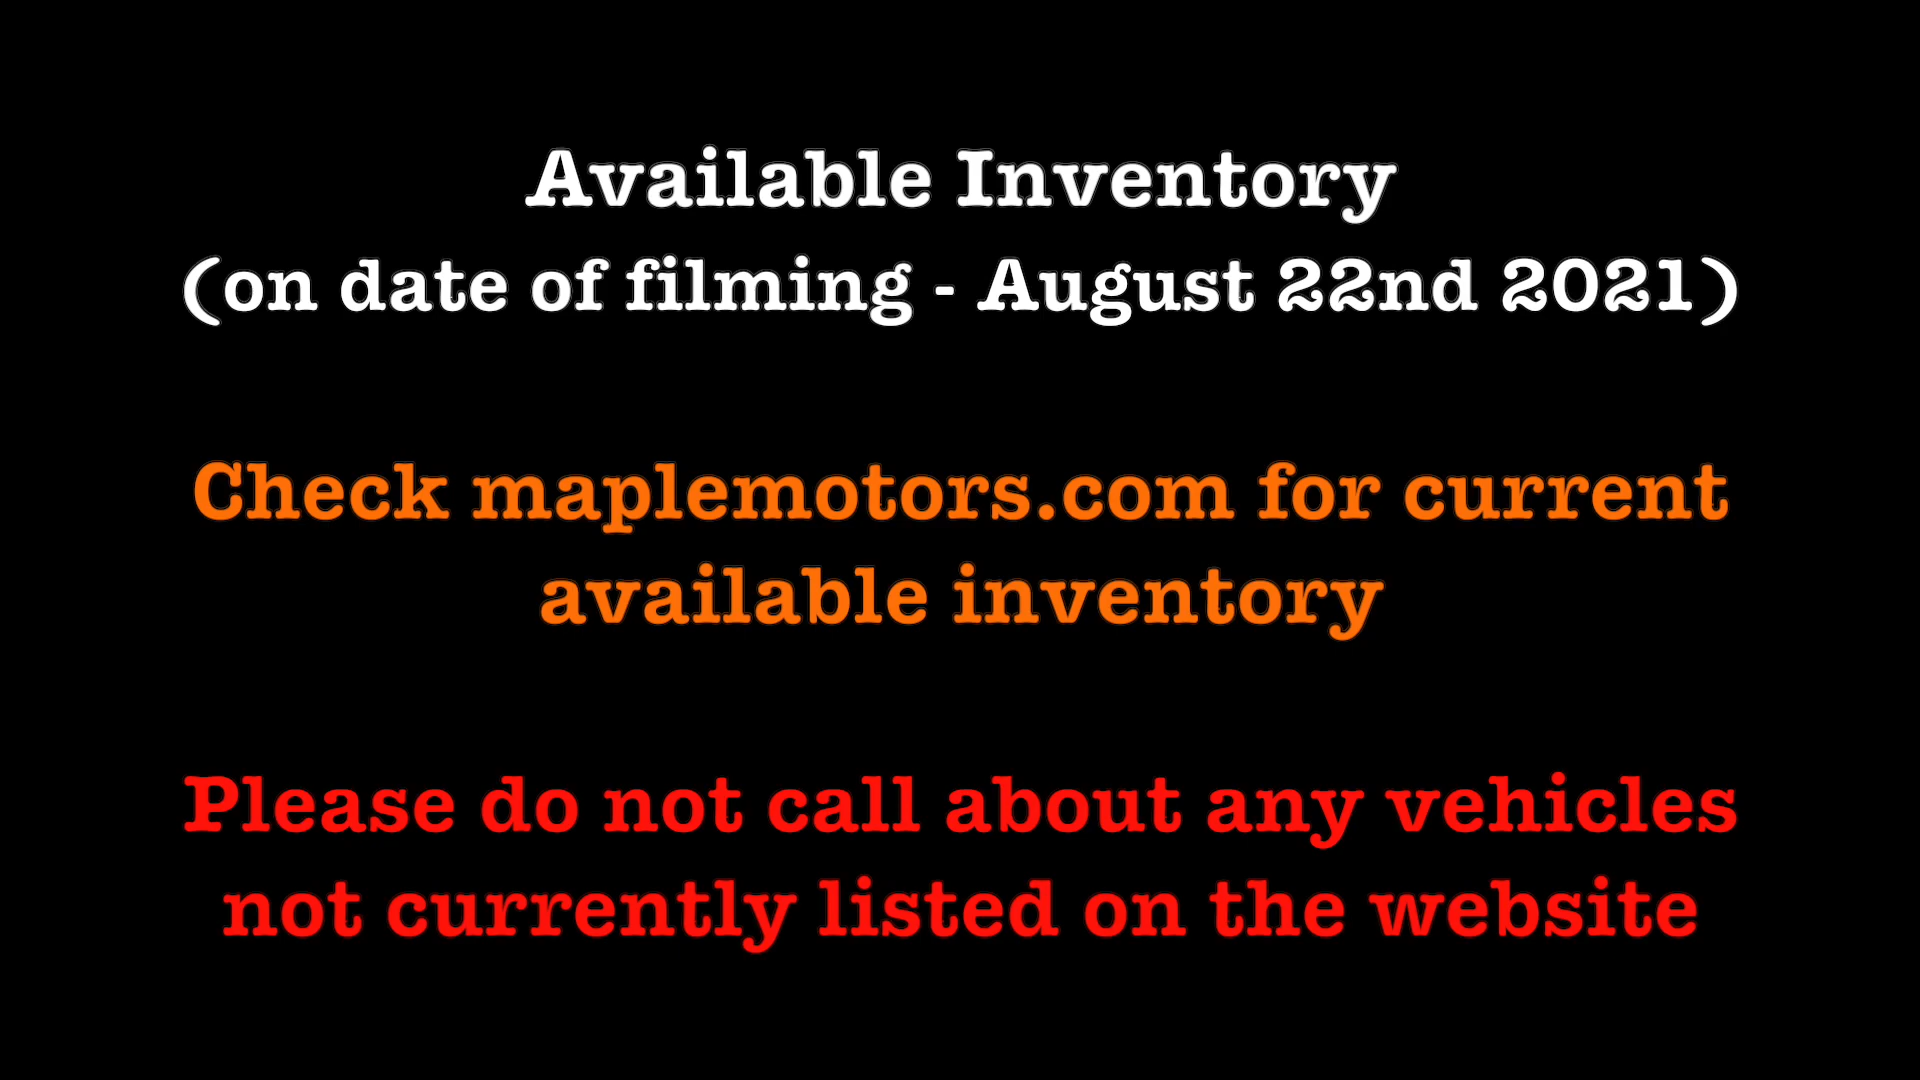 Available Inventory
(on date of filming - August 22nd 2021)
Check maplemotors.com for current
available inventory
Please do not call about any vehicles
not currently listed on the website